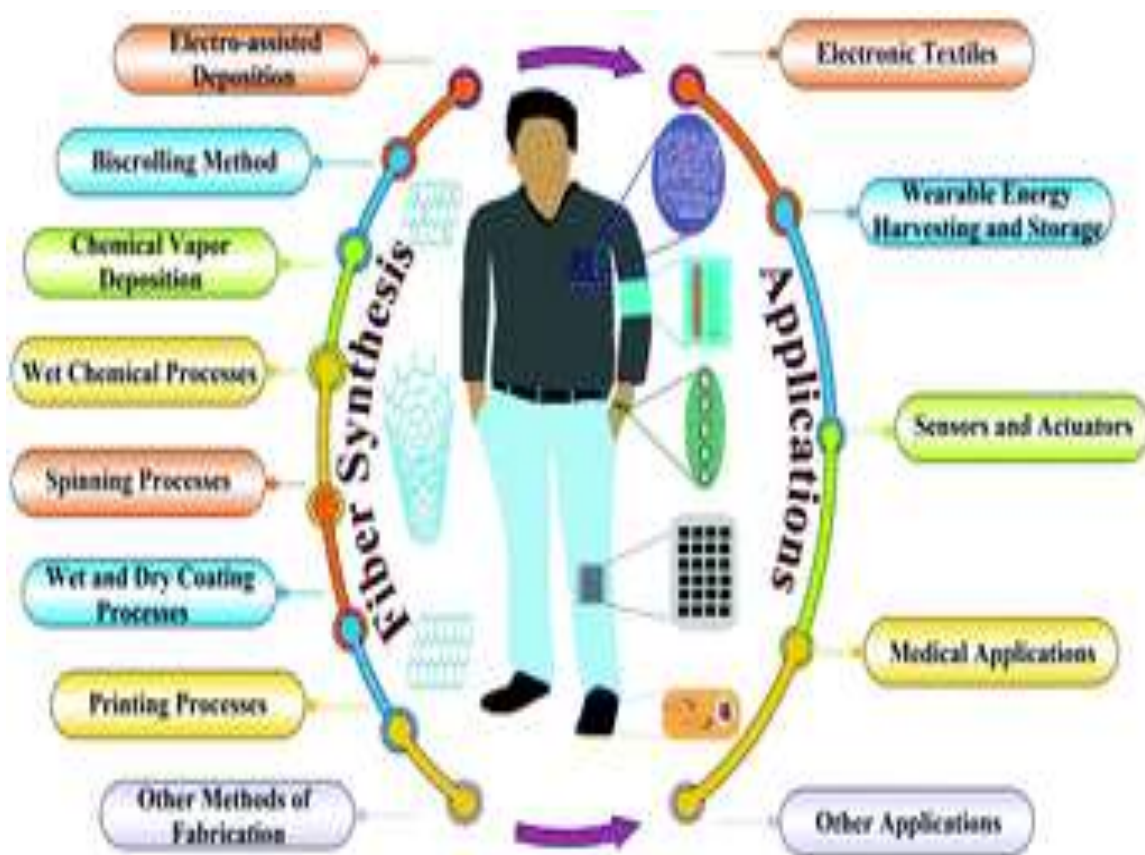 Electro-assisted
Deposition
Biscrolling Method
Chemical Vapor
Deposition
Wet Chemical Processes
Spinning Processes
Wet and Dry Coating
Processes
Printing Processes
Other Methods of
Fabrication
Fiber Synthesis
Applications
Electronic Textiles
Wearable Energy
Harvesting and Storage
Sensors and Actuators
Medical Applications
Other Applications